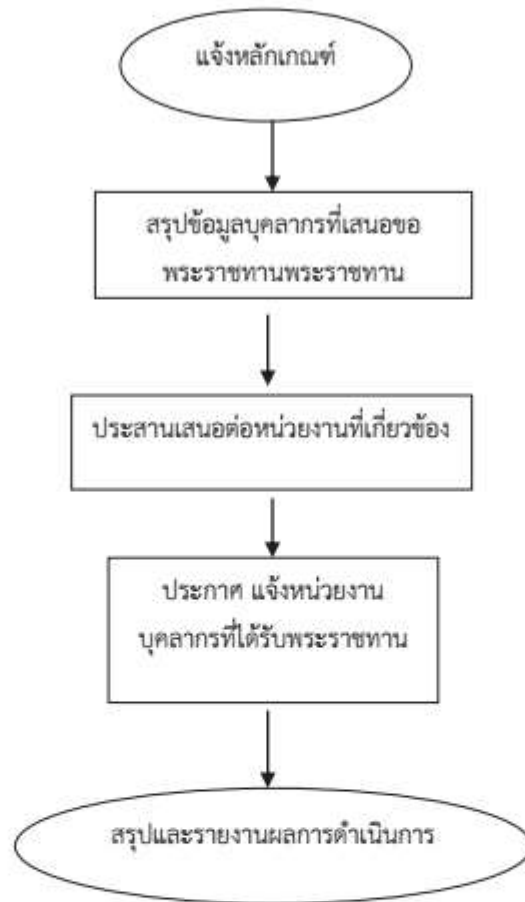 แจ้งหลักเกณฑ์
สรุปข้อมูลบุคลากรที่เสนอขอ
พระราชทานพระราชทาน
ประสานเสนอต่อหน่วยงานที่เกี่ยวข้อง
ประกาศ แจ้งหน่วยงาน
บุคลากรที่ได้รับพระราชทาน
สรุปและรายงานผลการดำเนินการ